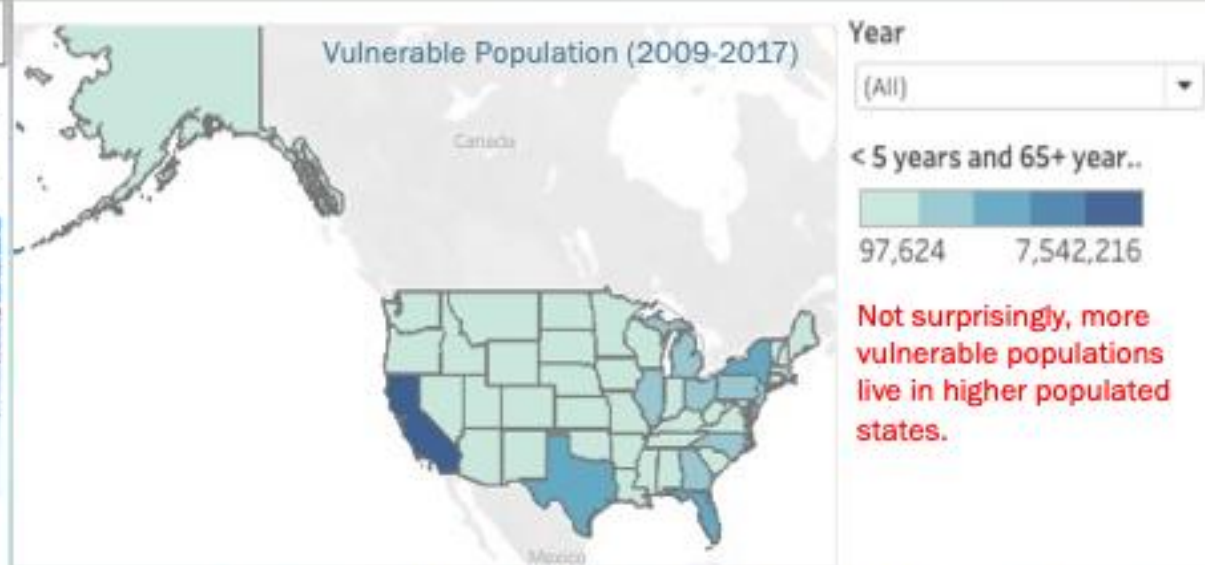 Vulnerable Population (2009-2017)
Canada
Mexico
Year
(All)
< 5 years and 65+ year..
97,624 7,542,216
Not surprisingly, more
vulnerable populations
live in higher populated
states.